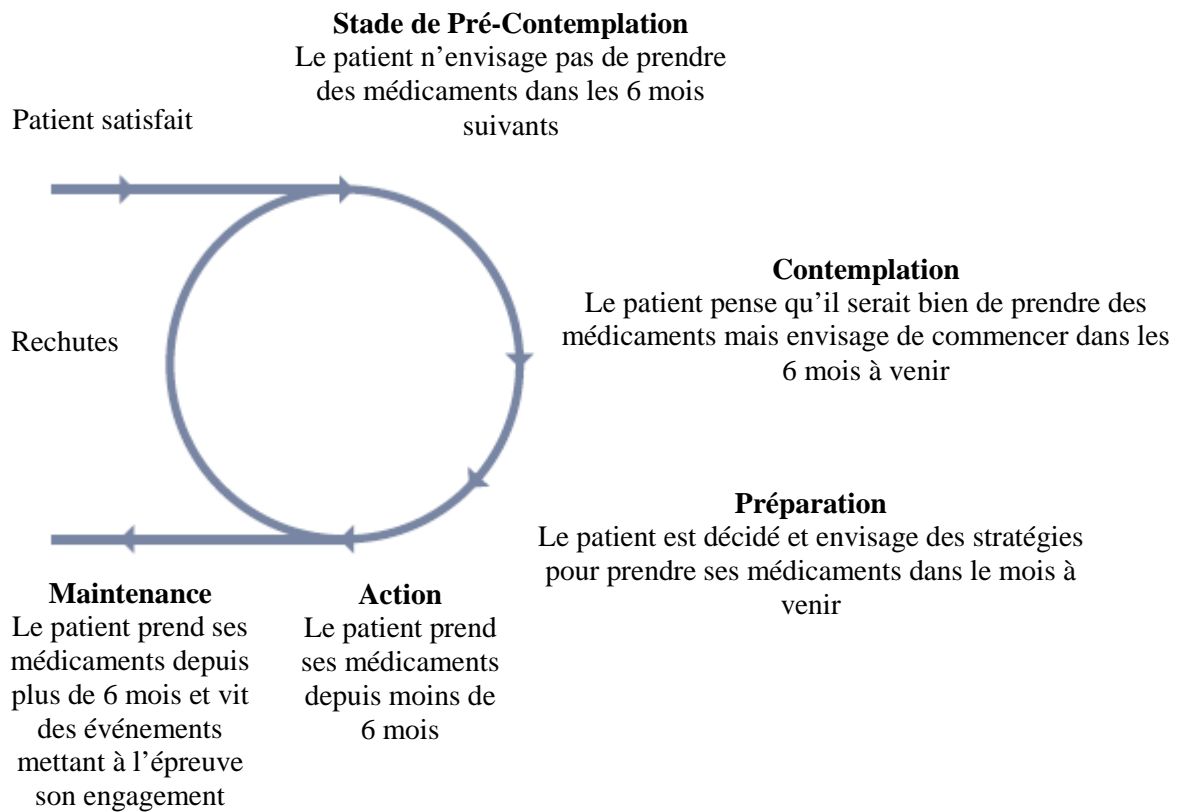 Stade de Pré-Contemplation
Le patient n’envisage pas de prendre
des médicaments dans les 6 mois
suivants
Patient satisfait
Contemplation
Le patient pense qu’il serait bien de prendre des
médicaments mais envisage de commencer dans les
6 mois à venir
Rechutes
Préparation
Le patient est décidé et envisage des stratégies
pour prendre ses médicaments dans le mois à
venir
Maintenance
Le patient prend ses
médicaments depuis
plus de 6 mois et vit
des événements
mettant à l’épreuve
son engagement
Action
Le patient prend
ses médicaments
depuis moins de
6 mois